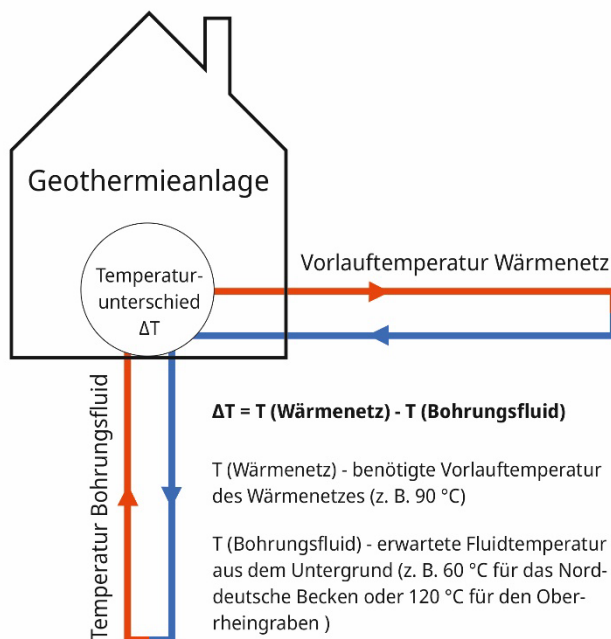 Geothermieanlage
Vorlauftemperatur Wärmenetz
Temperatur-
unterschied
ΔT
Temperatur Bohrungsfluid
ΔT = T (Wärmenetz) - T (Bohrungsfluid)
T (Wärmenetz) - benötigte Vorlauftemperatur
des Wärmenetzes (z. B. 90 °C)
T (Bohrungsfluid) - erwartete Fluidtemperatur
aus dem Untergrund (z. B. 60 °C für das Nord-
deutsche Becken oder 120 °C für den Ober-
rheingraben )